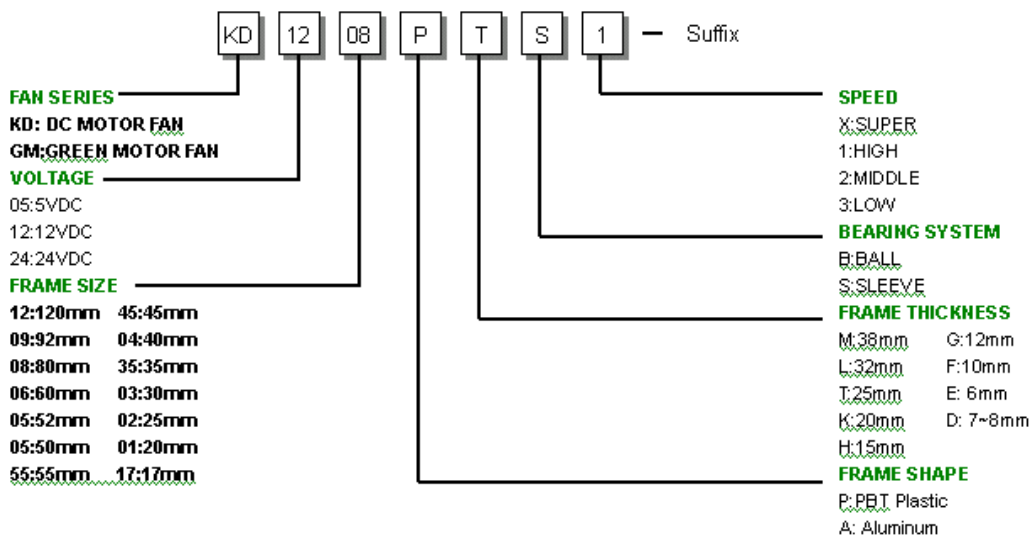 KD 12 08 P T S 1 — Suffix
FAN SERIES
KD: DC MOTOR FAN
GM:GREEN MOTOR FAN
VOLTAGE
05:5VDC
12:12VDC
24:24VDC
FRAME SIZE
12:120mm 45:45mm
09:92mm 04:40mm
08:80mm 35:35mm
06:60mm 03:30mm
05:52mm 02:25mm
05:50mm 01:20mm
55:55mm 17:17mm
SPEED
X:SUPER
1:HIGH
2:MIDDLE
3:LOW
BEARING SYSTEM
B:BALL
S:SLEEVE
FRAME THICKNESS
M:38mm G:12mm
L:32mm F:10mm
T:25mm E: 6mm
K:20mm D: 7~8mm
H:15mm
FRAME SHAPE
P:PBT Plastic
A: Aluminum